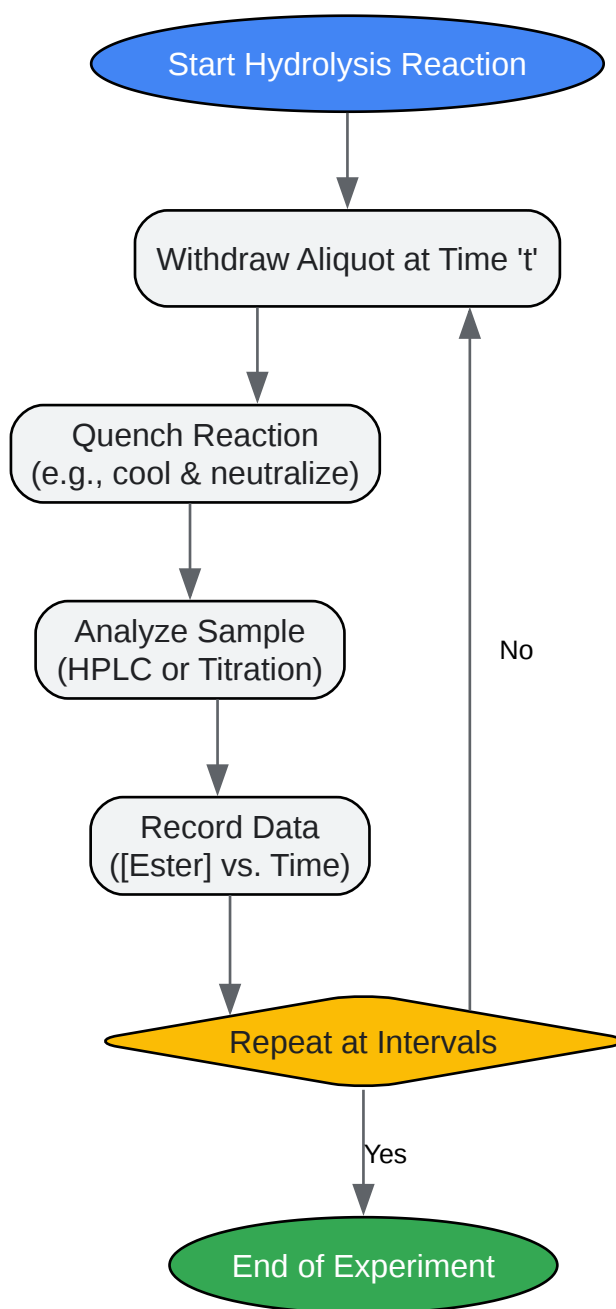 Start Hydrolysis Reaction
Withdraw Aliquot at Time 't'
Quench Reaction
(e.g., cool & neutralize)
Analyze Sample
(HPLC or Titration)
No
Record Data
([Ester] vs. Time)
Repeat at Intervals
Yes
End of Experiment